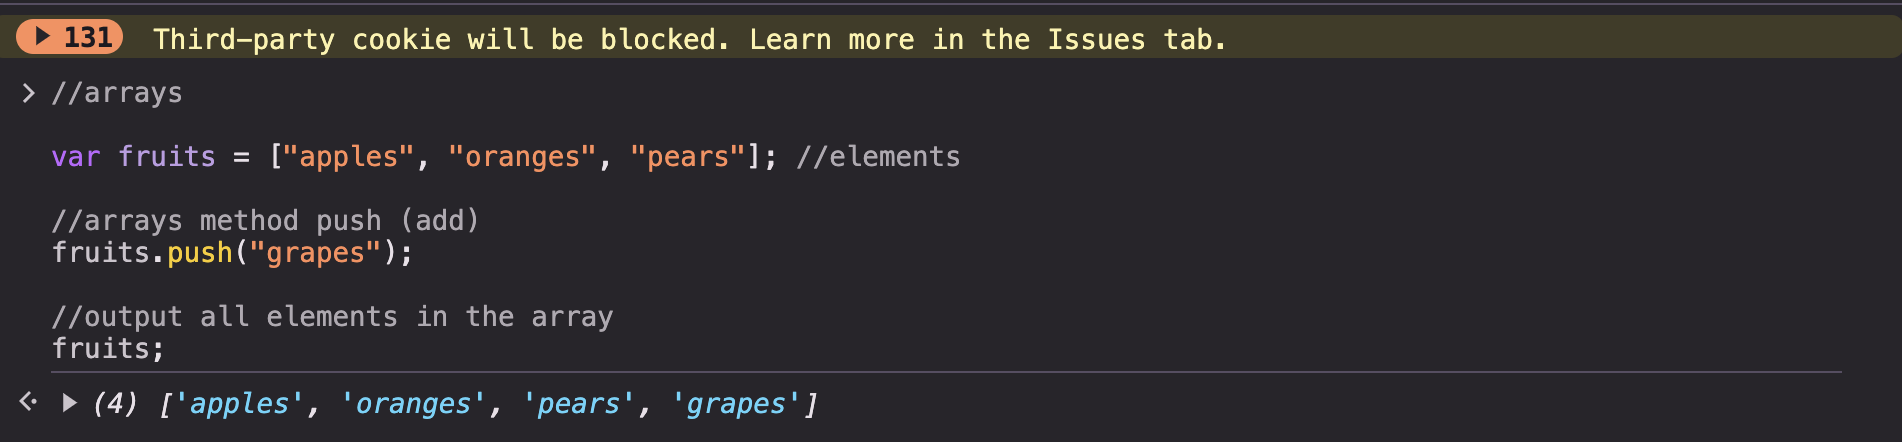 131 Third-party cookie will be blocked. Learn more in the Issues tab.
//arrays
var fruits = ["apples", "oranges", "pears"]; //elements
//arrays method push (add)
fruits.push("grapes");
//output all elements in the array
fruits;
(4) ['apples', 'oranges', 'pears', 'grapes']